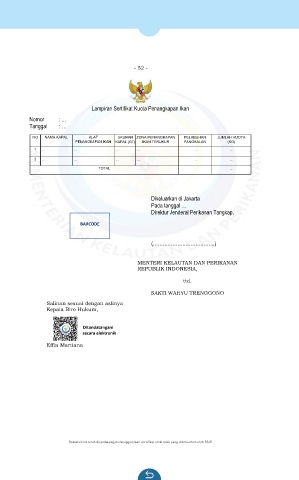 - 52 -
Lampiran Sertifikat Kuota Penangkapan Ikan
Nomor : ...
Tanggal : ...
NO NAMA KAPAL ALAT PENANGKAPAN IKAN UKURAN KAPAL (GT) ZONA PENANGKAPAN IKAN TERUKUR PELABUHAN PANGKALAN JUMLAH KUOTA (KG)
1 ... ... ... ... ... ...
2 ... ... ... ... ... ...
TOTAL ...
Dikeluarkan di Jakarta
Pada tanggal ...
Direktur Jenderal Perikanan Tangkap,
BARCODE
(....................................)
MENTERI KELAUTAN DAN PERIKANAN
REPUBLIK INDONESIA,
ttd.
SAKTI WAHYU TRENGGONO
Salinan sesuai dengan aslinya
Kepala Biro Hukum,
Ditandatangani
secara elektronik
Effin Martiana